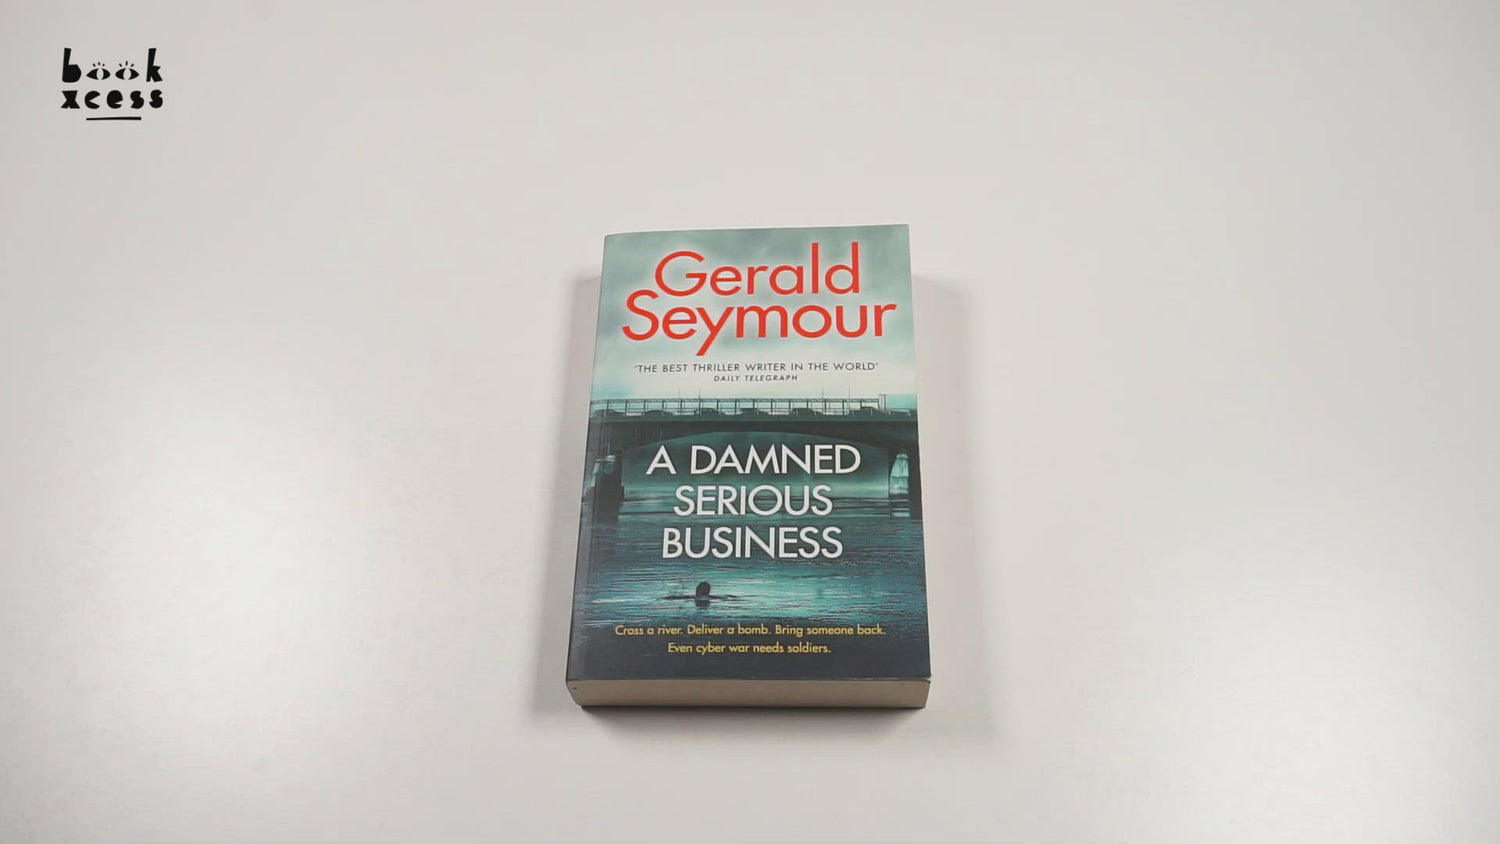 book
xcess
Gerald
Seymour
'THE BEST THRILLER WRITER IN THE WORLD'
DAILY TELEGRAPH
A DAMNED
SERIOUS
BUSINESS
Cross a river. Deliver a bomb. Bring someone back.
Even cyber war needs soldiers.